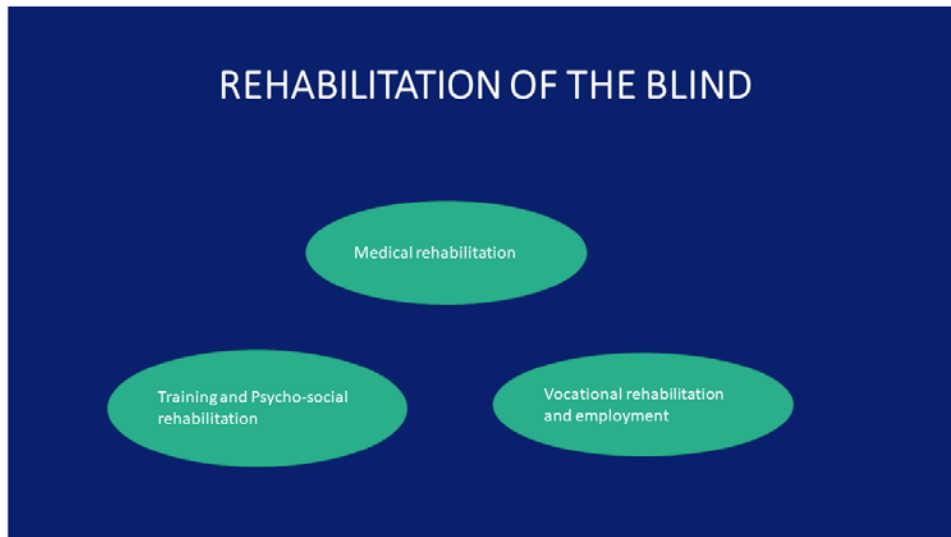 REHABILITATION OF THE BLIND
Medical rehabilitation
Training and Psycho-social
rehabilitation
Vocational rehabilitation
and employment